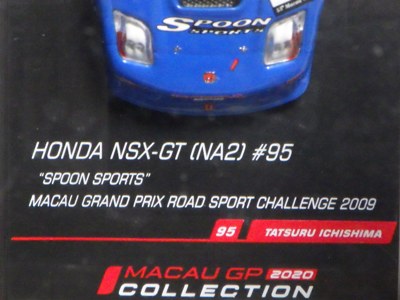 SPOON
SPORTS
HONDA NSX-GT (NA2) #95
"SPOON SPORTS"
MACAU GRAND PRIX ROAD SPORT CHALLENGE 2009
95 TATSURU ICHISHIMA
MACAU GP 2020
COLLECTION